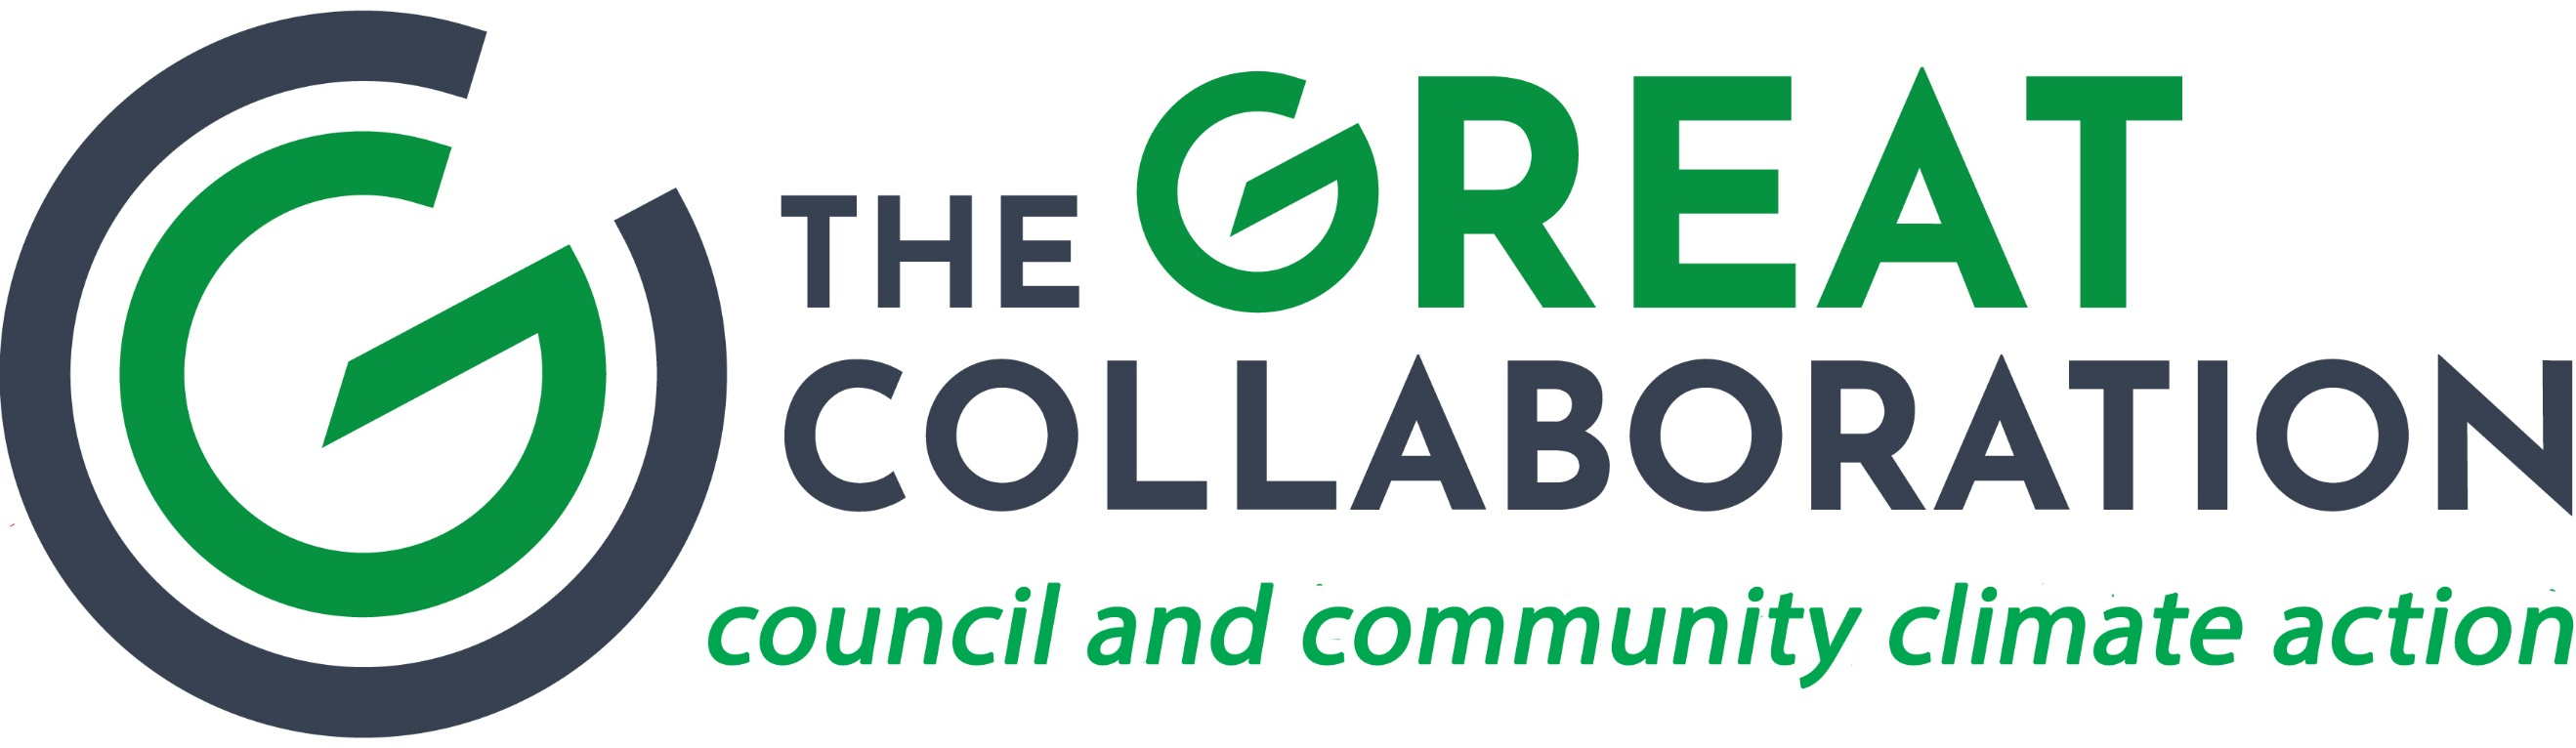 THE GREAT
COLLABORATION
council and community climate action